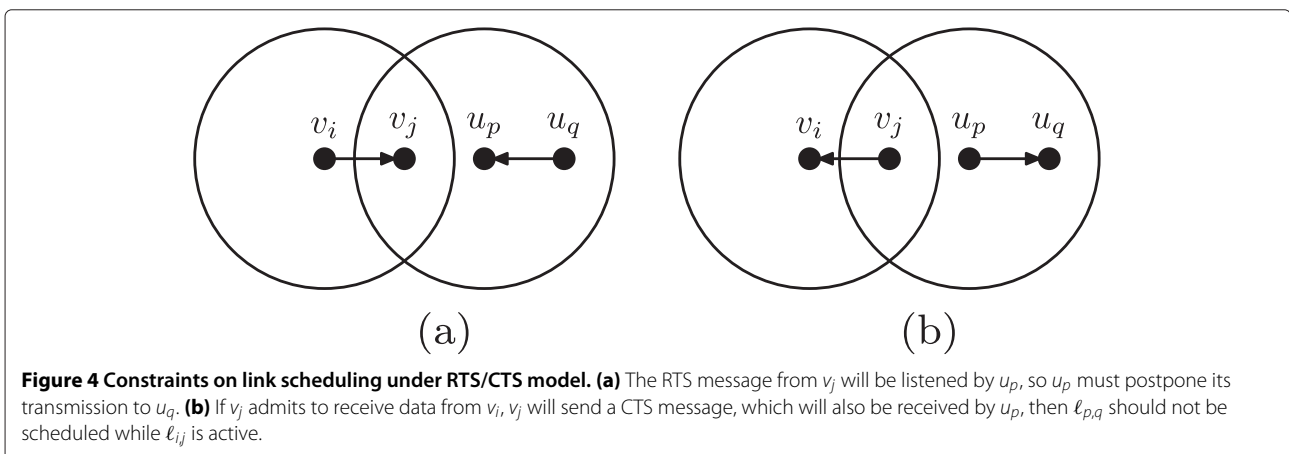 v_i v_j u_p u_q
v_i v_j u_p u_q
(a)
(b)
Figure 4 Constraints on link scheduling under RTS/CTS model. (a) The RTS message from v_j will be listened by u_p, so u_p must postpone its
transmission to u_q. (b) If v_j admits to receive data from v_i, v_j will send a CTS message, which will also be received by u_p, then ℓ_{p,q} should not be
scheduled while ℓ_{i,j} is active.